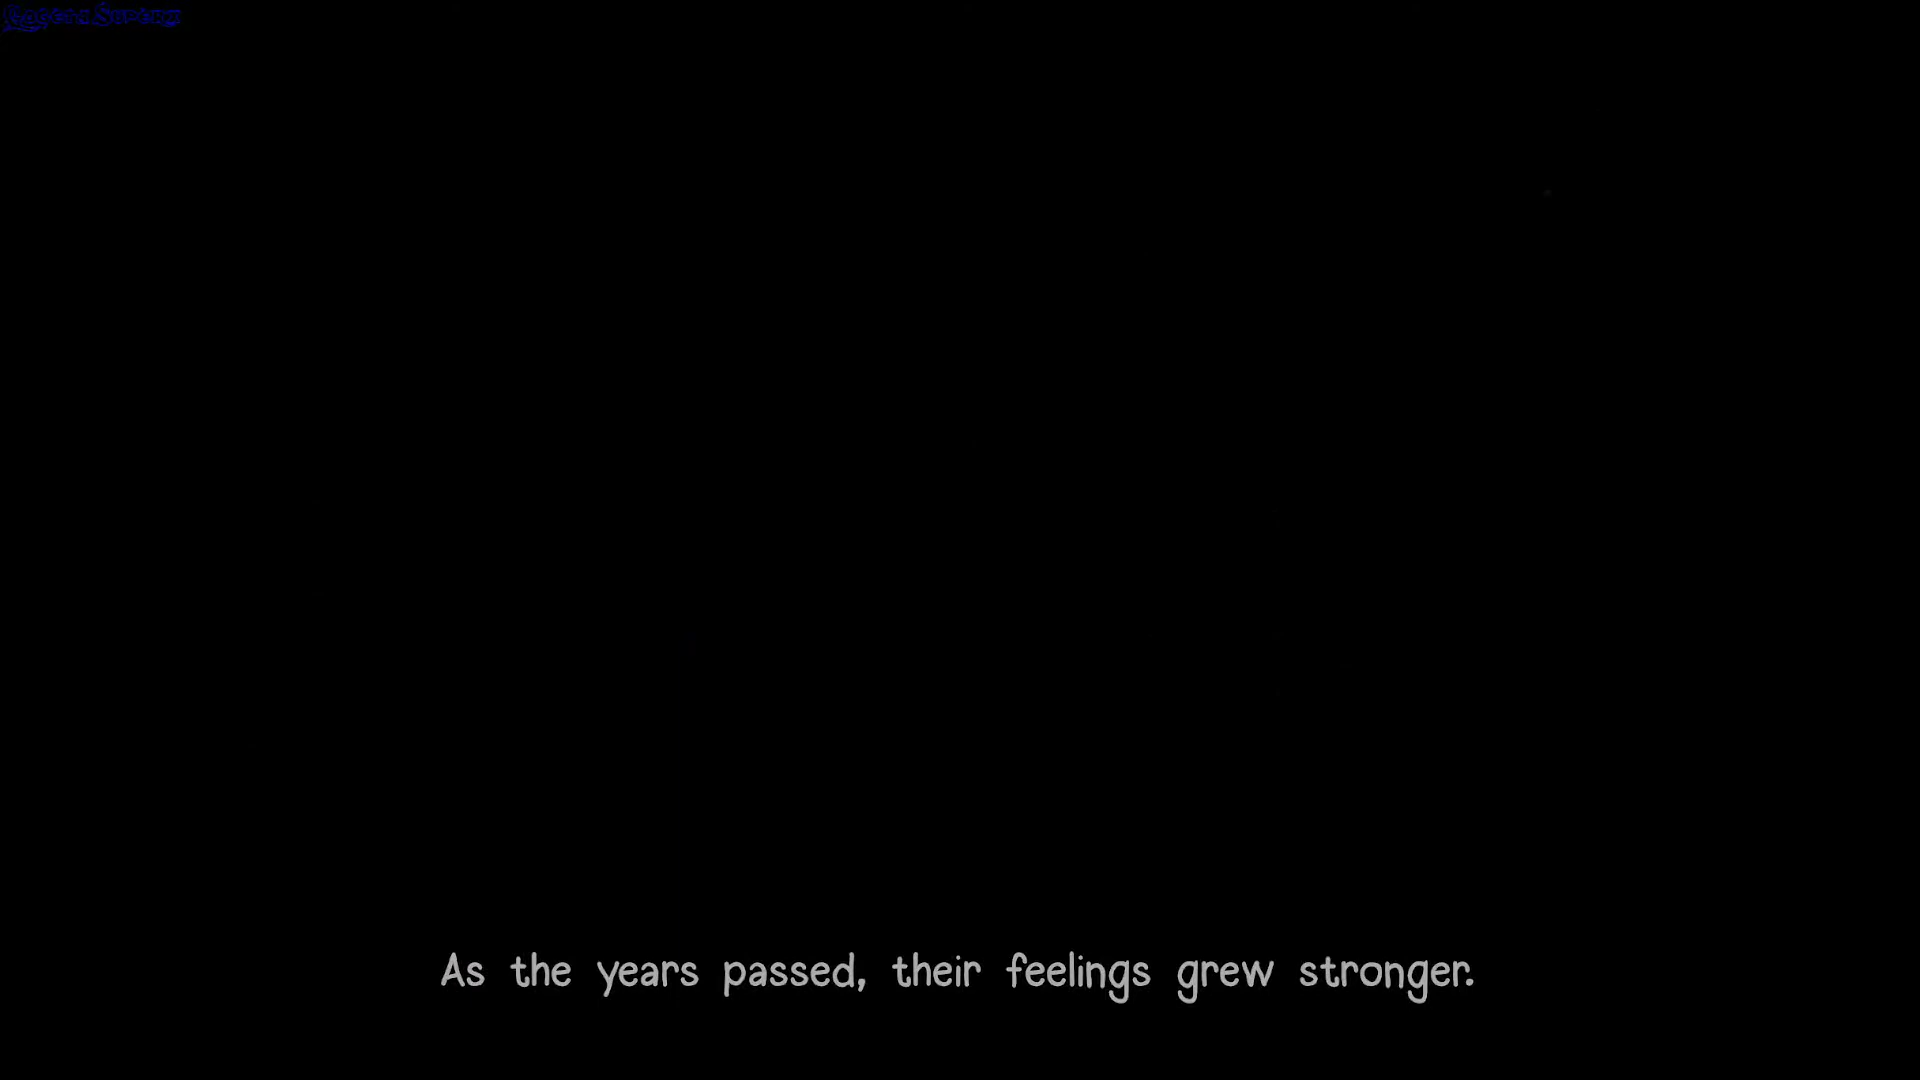 As the years passed, their feelings grew stronger.